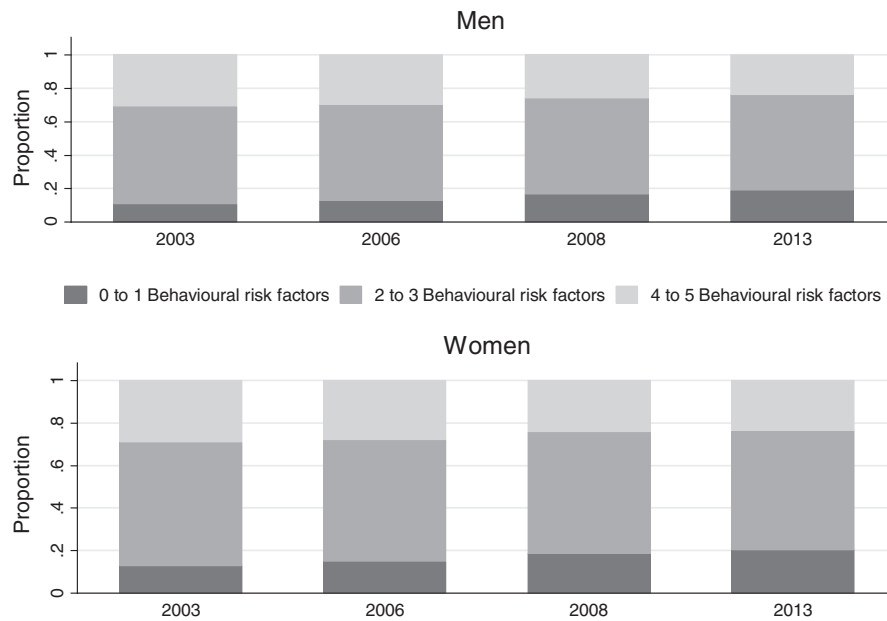 Men
Proportion
1
.8
.6
.4
.2
0
2003 2006 2008 2013
0 to 1 Behavioural risk factors 2 to 3 Behavioural risk factors 4 to 5 Behavioural risk factors
Women
Proportion
1
.8
.6
.4
.2
0
2003 2006 2008 2013